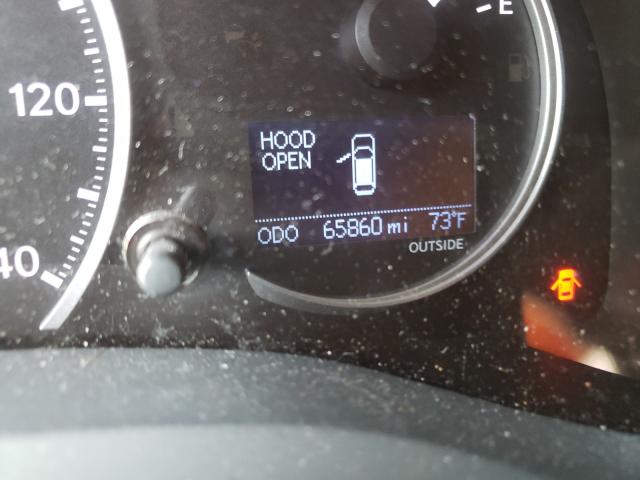 E
120
HOOD
OPEN
ODO 65860 mi 73°F
OUTSIDE
40